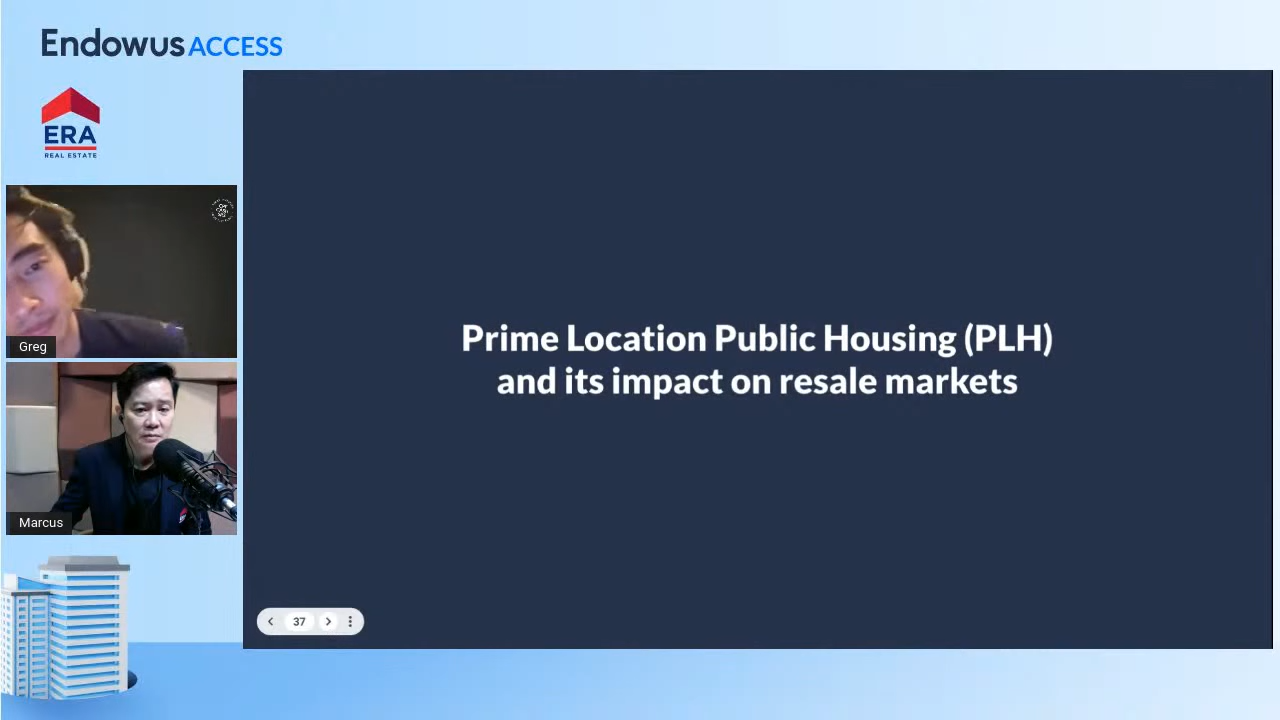 Endowus ACCESS
ERA
REAL ESTATE
Greg
Marcus
Prime Location Public Housing (PLH)
and its impact on resale markets
37